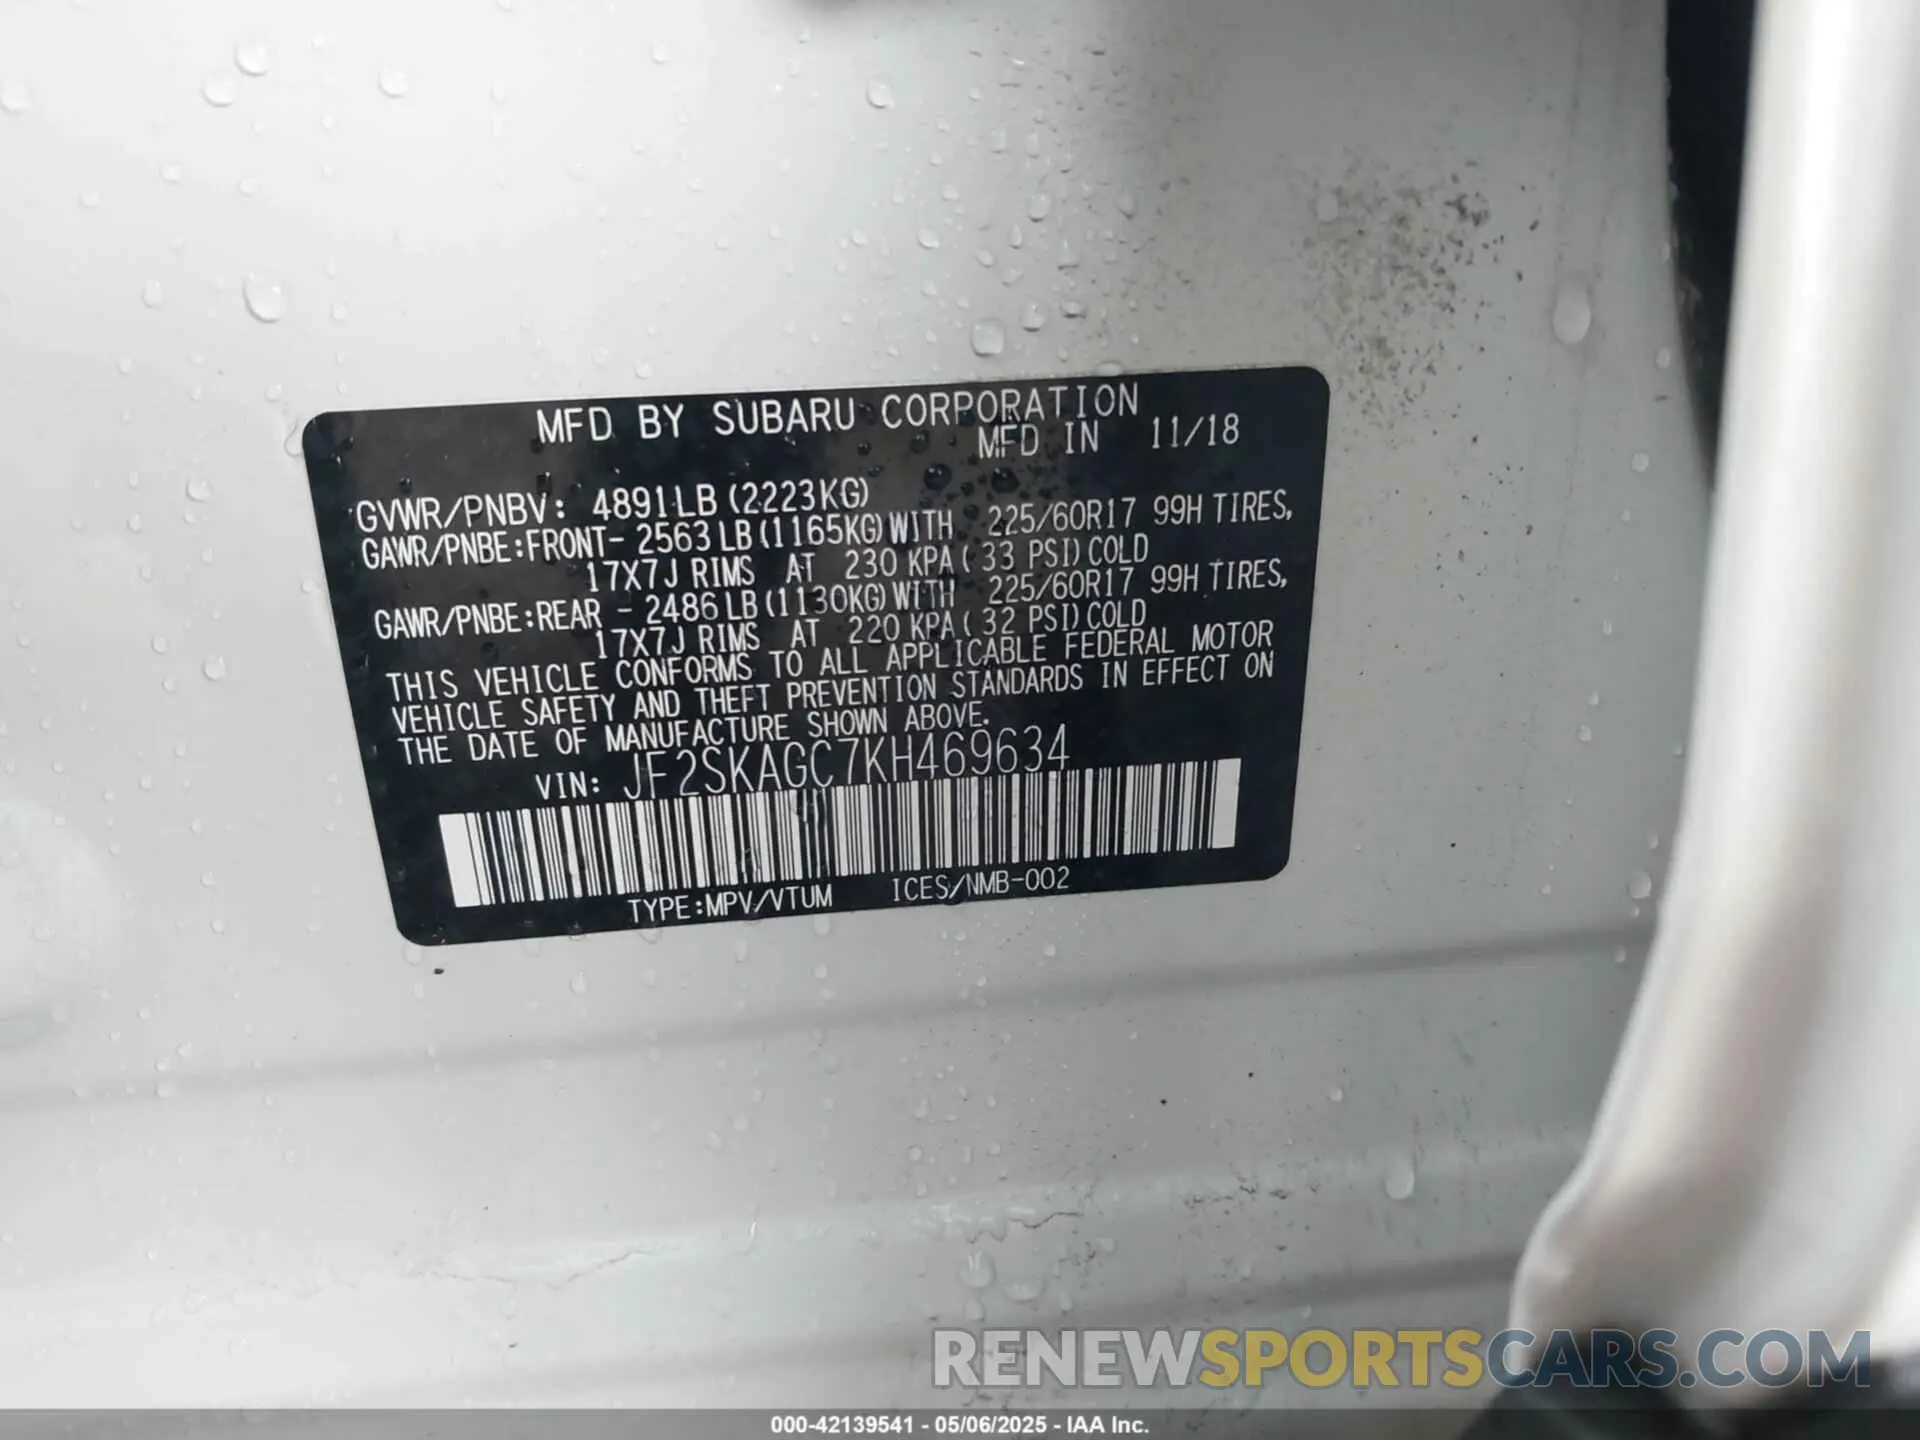 MFD BY SUBARU CORPORATION
MFD IN 11/18
GVWR/PNBV: 4891LB (2223KG)
GAWR/PNBE:FRONT- 2563 LB (1165KG) WITH 225/60R17 99H TIRES,
17X7J RIMS AT 230 KPA ( 33 PSI) COLD
GAWR/PNBE:REAR - 2486 LB (1130KG) WITH 225/60R17 99H TIRES,
17X7J RIMS AT 220 KPA ( 32 PSI) COLD
THIS VEHICLE CONFORMS TO ALL APPLICABLE FEDERAL MOTOR
VEHICLE SAFETY AND THEFT PREVENTION STANDARDS IN EFFECT ON
THE DATE OF MANUFACTURE SHOWN ABOVE.
VIN: JF2SKAGC7KH469634
TYPE:MPV/VTUM ICES/NMB-002
RENEWSPORTSCARS.COM
000-42139541 - 05/06/2025 - IAA Inc.